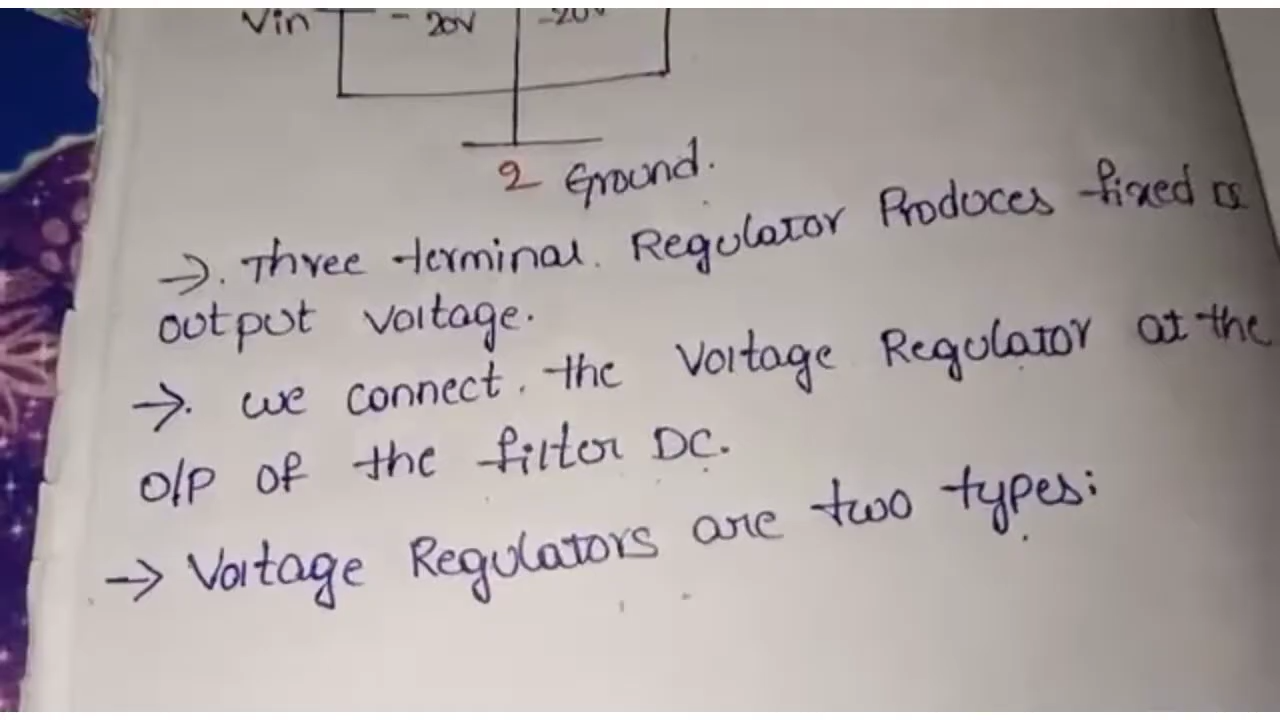 Vin - 20V -20V
2 Ground.
→. Three terminal. Regulator Produces fixed
output voltage.
→. we connect. the Voltage Regulator at the
O/P of the filter DC.
→ Voltage Regulators are two types: